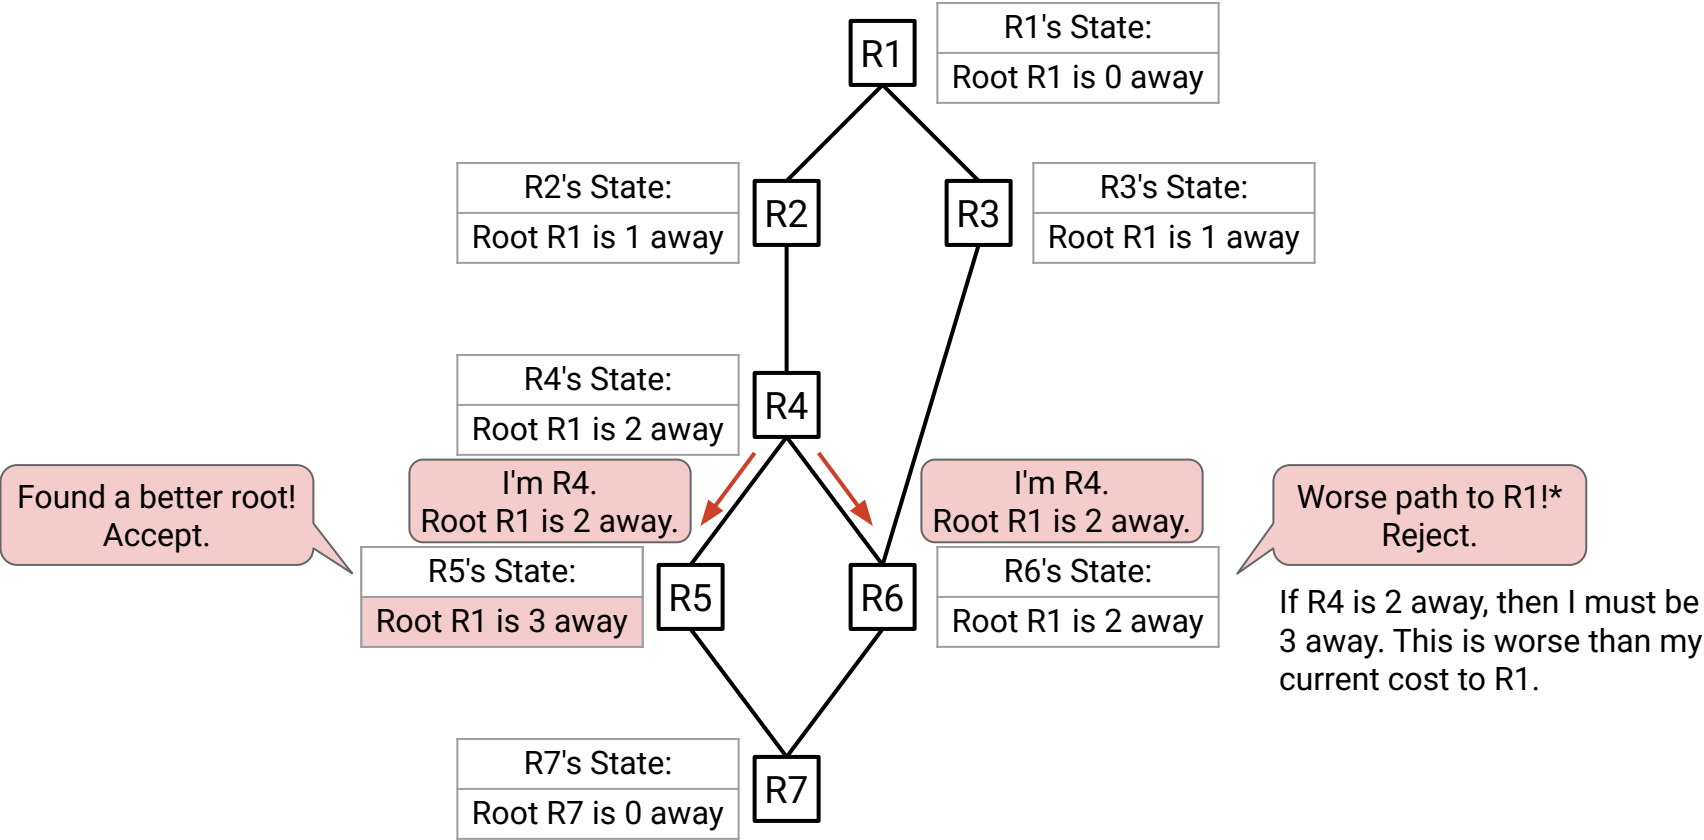 R1
R1's State:
Root R1 is 0 away
R2's State:
Root R1 is 1 away
R2
R3
R3's State:
Root R1 is 1 away
R4's State:
Root R1 is 2 away
R4
Found a better root!
Accept.
I'm R4.
Root R1 is 2 away.
I'm R4.
Root R1 is 2 away.
Worse path to R1!*
Reject.
R5's State:
Root R1 is 3 away
R5
R6
R6's State:
Root R1 is 2 away
If R4 is 2 away, then I must be
3 away. This is worse than my
current cost to R1.
R7's State:
Root R7 is 0 away
R7